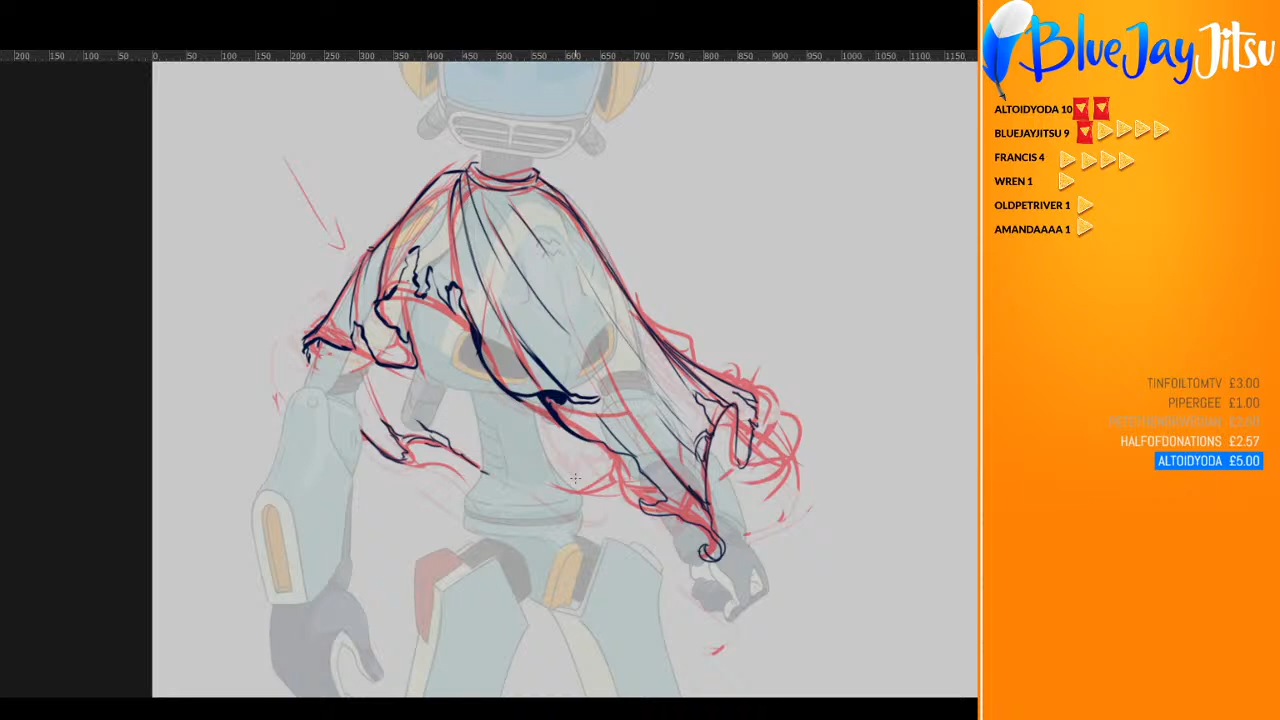 200 150 100 50 0 50 100 150 200 250 300 350 400 450 500 550 600 650 700 750 800 850 900 950 1000 1050 1100 1150
BlueJayJitsu
ALTOIDYODA 10
BLUEJAYJITSU 9
FRANCIS 4
WREN 1
OLDPETRIVER 1
AMANDAAAA 1
TINFOILTOMTV £3.00
PIPERGEE £1.00
HALFOFDONATIONS £2.57
ALTOIDYODA £5.00